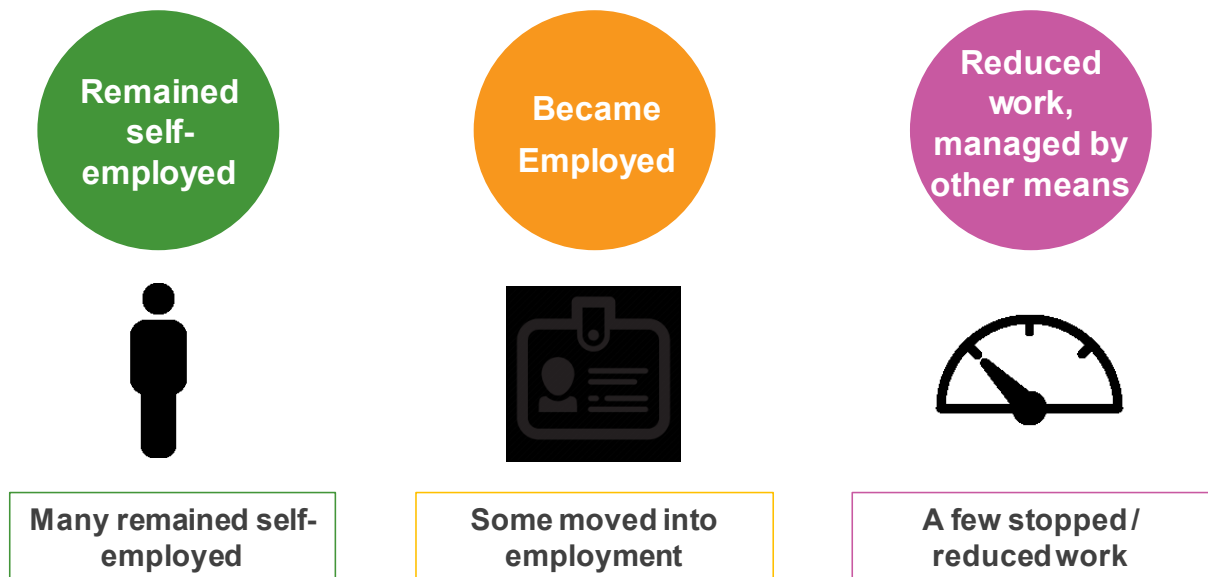 Remained
self-
employed
Became
Employed
Reduced
work,
managed by
other means
Many remained self-
employed
Some moved into
employment
A few stopped /
reduced work